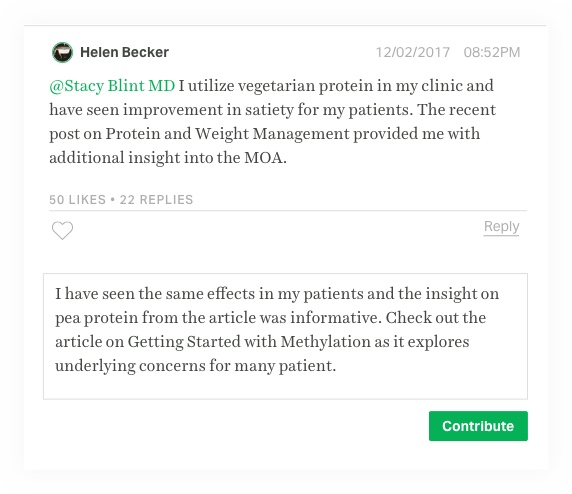 Helen Becker 12/02/2017 08:52PM
@Stacy Blint MD I utilize vegetarian protein in my clinic and
have seen improvement in satiety for my patients. The recent
post on Protein and Weight Management provided me with
additional insight into the MOA.
50 LIKES • 22 REPLIES
Reply
I have seen the same effects in my patients and the insight on
pea protein from the article was informative. Check out the
article on Getting Started with Methylation as it explores
underlying concerns for many patient.
Contribute